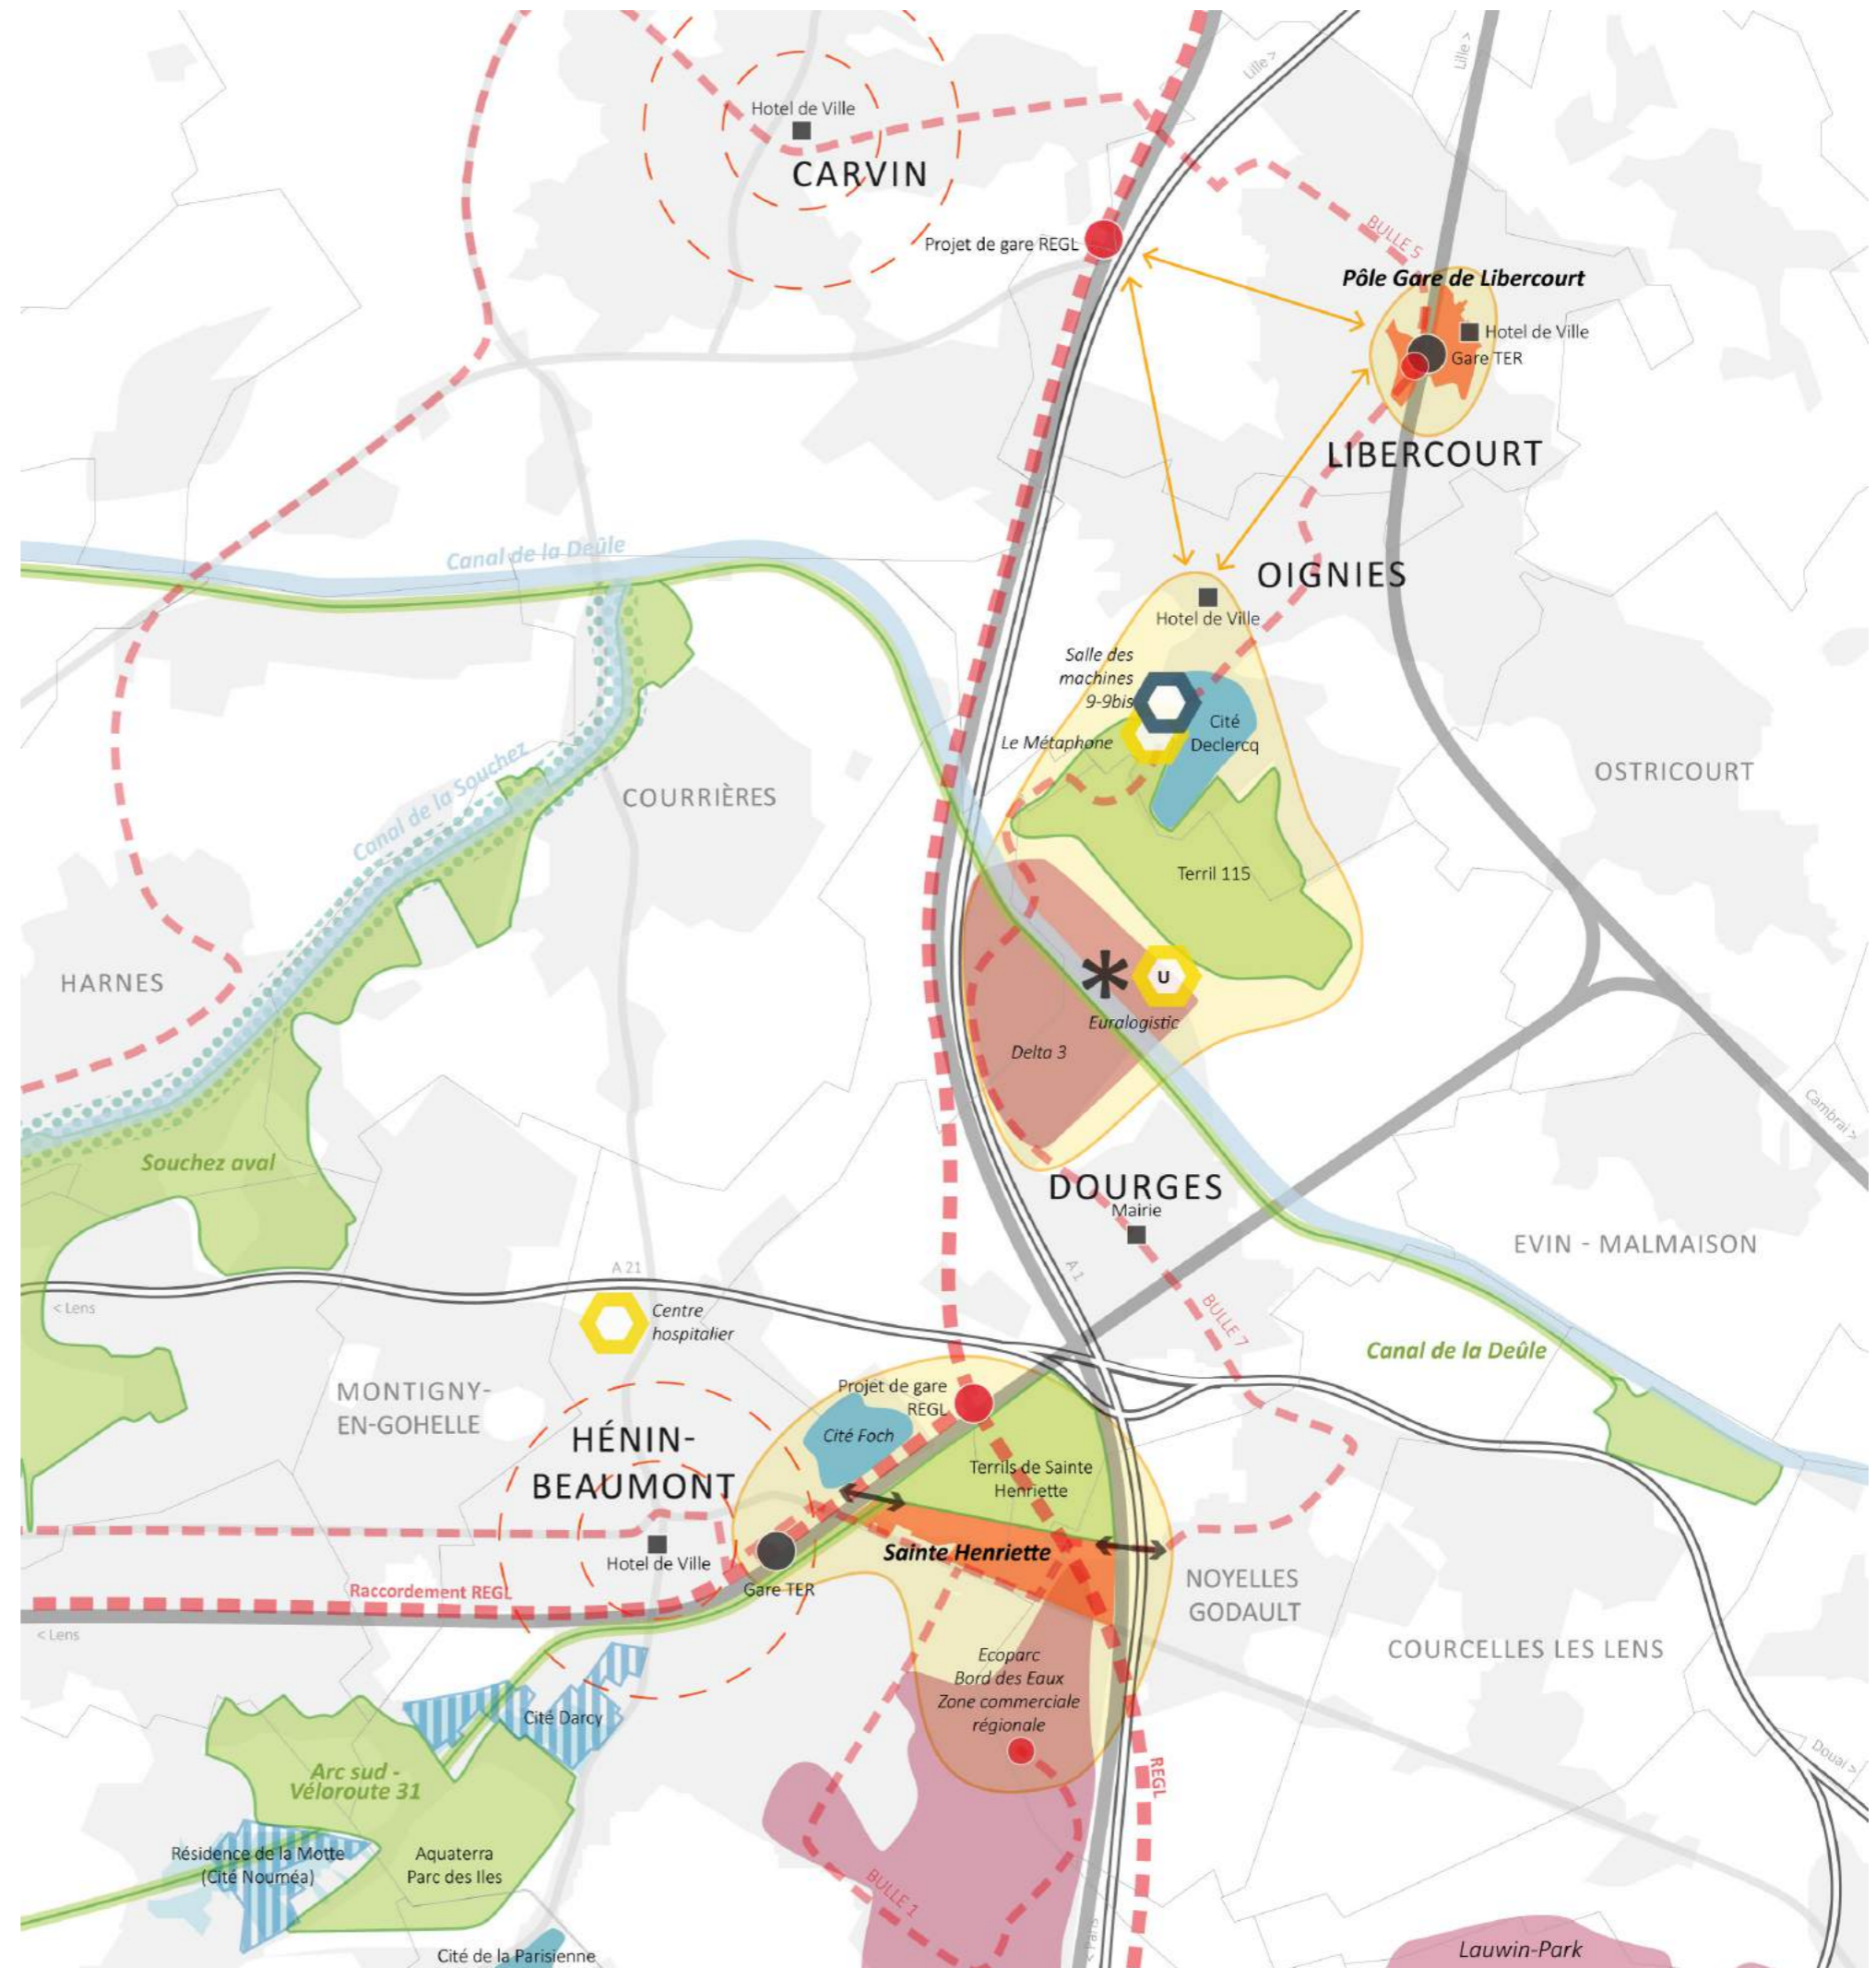 Lille >
Lille >
Hotel de Ville
CARVIN
Projet de gare REGL
BULLE 5
Pôle Gare de Libercourt
Hotel de Ville
Gare TER
LIBERCOURT
Canal de la Deûle
OIGNIES
Hotel de Ville
Salle des
machines
9-9bis
Cité
Declercq
Le Métaphone
Canal de la Souchez
COURRIÈRES
OSTRICOURT
Terril 115
HARNES
U
Euralogistic
Delta 3
Cambrai >
Souchez aval
DOURGES
Mairie
EVIN - MALMAISON
A 21
A 1
< Lens
Centre
hospitalier
BULLE 7
Canal de la Deûle
MONTIGNY-
EN-GOHELLE
Projet de gare
REGL
Cité Foch
HÉNIN-
BEAUMONT
Terrils de Sainte
Henriette
Sainte Henriette
Hotel de Ville
Gare TER
Raccordement REGL
< Lens
NOYELLES
GODAULT
COURCELLES LES LENS
Ecoparc
Bord des Eaux
Zone commerciale
régionale
Cité Darcy
REGL
Douai >
Arc sud -
Véloroute 31
Résidence de la Motte
(Cité Nouméa)
Aquaterra
Parc des Iles
BULLE 1
< Paris
Cité de la Parisienne
Lauwin-Park